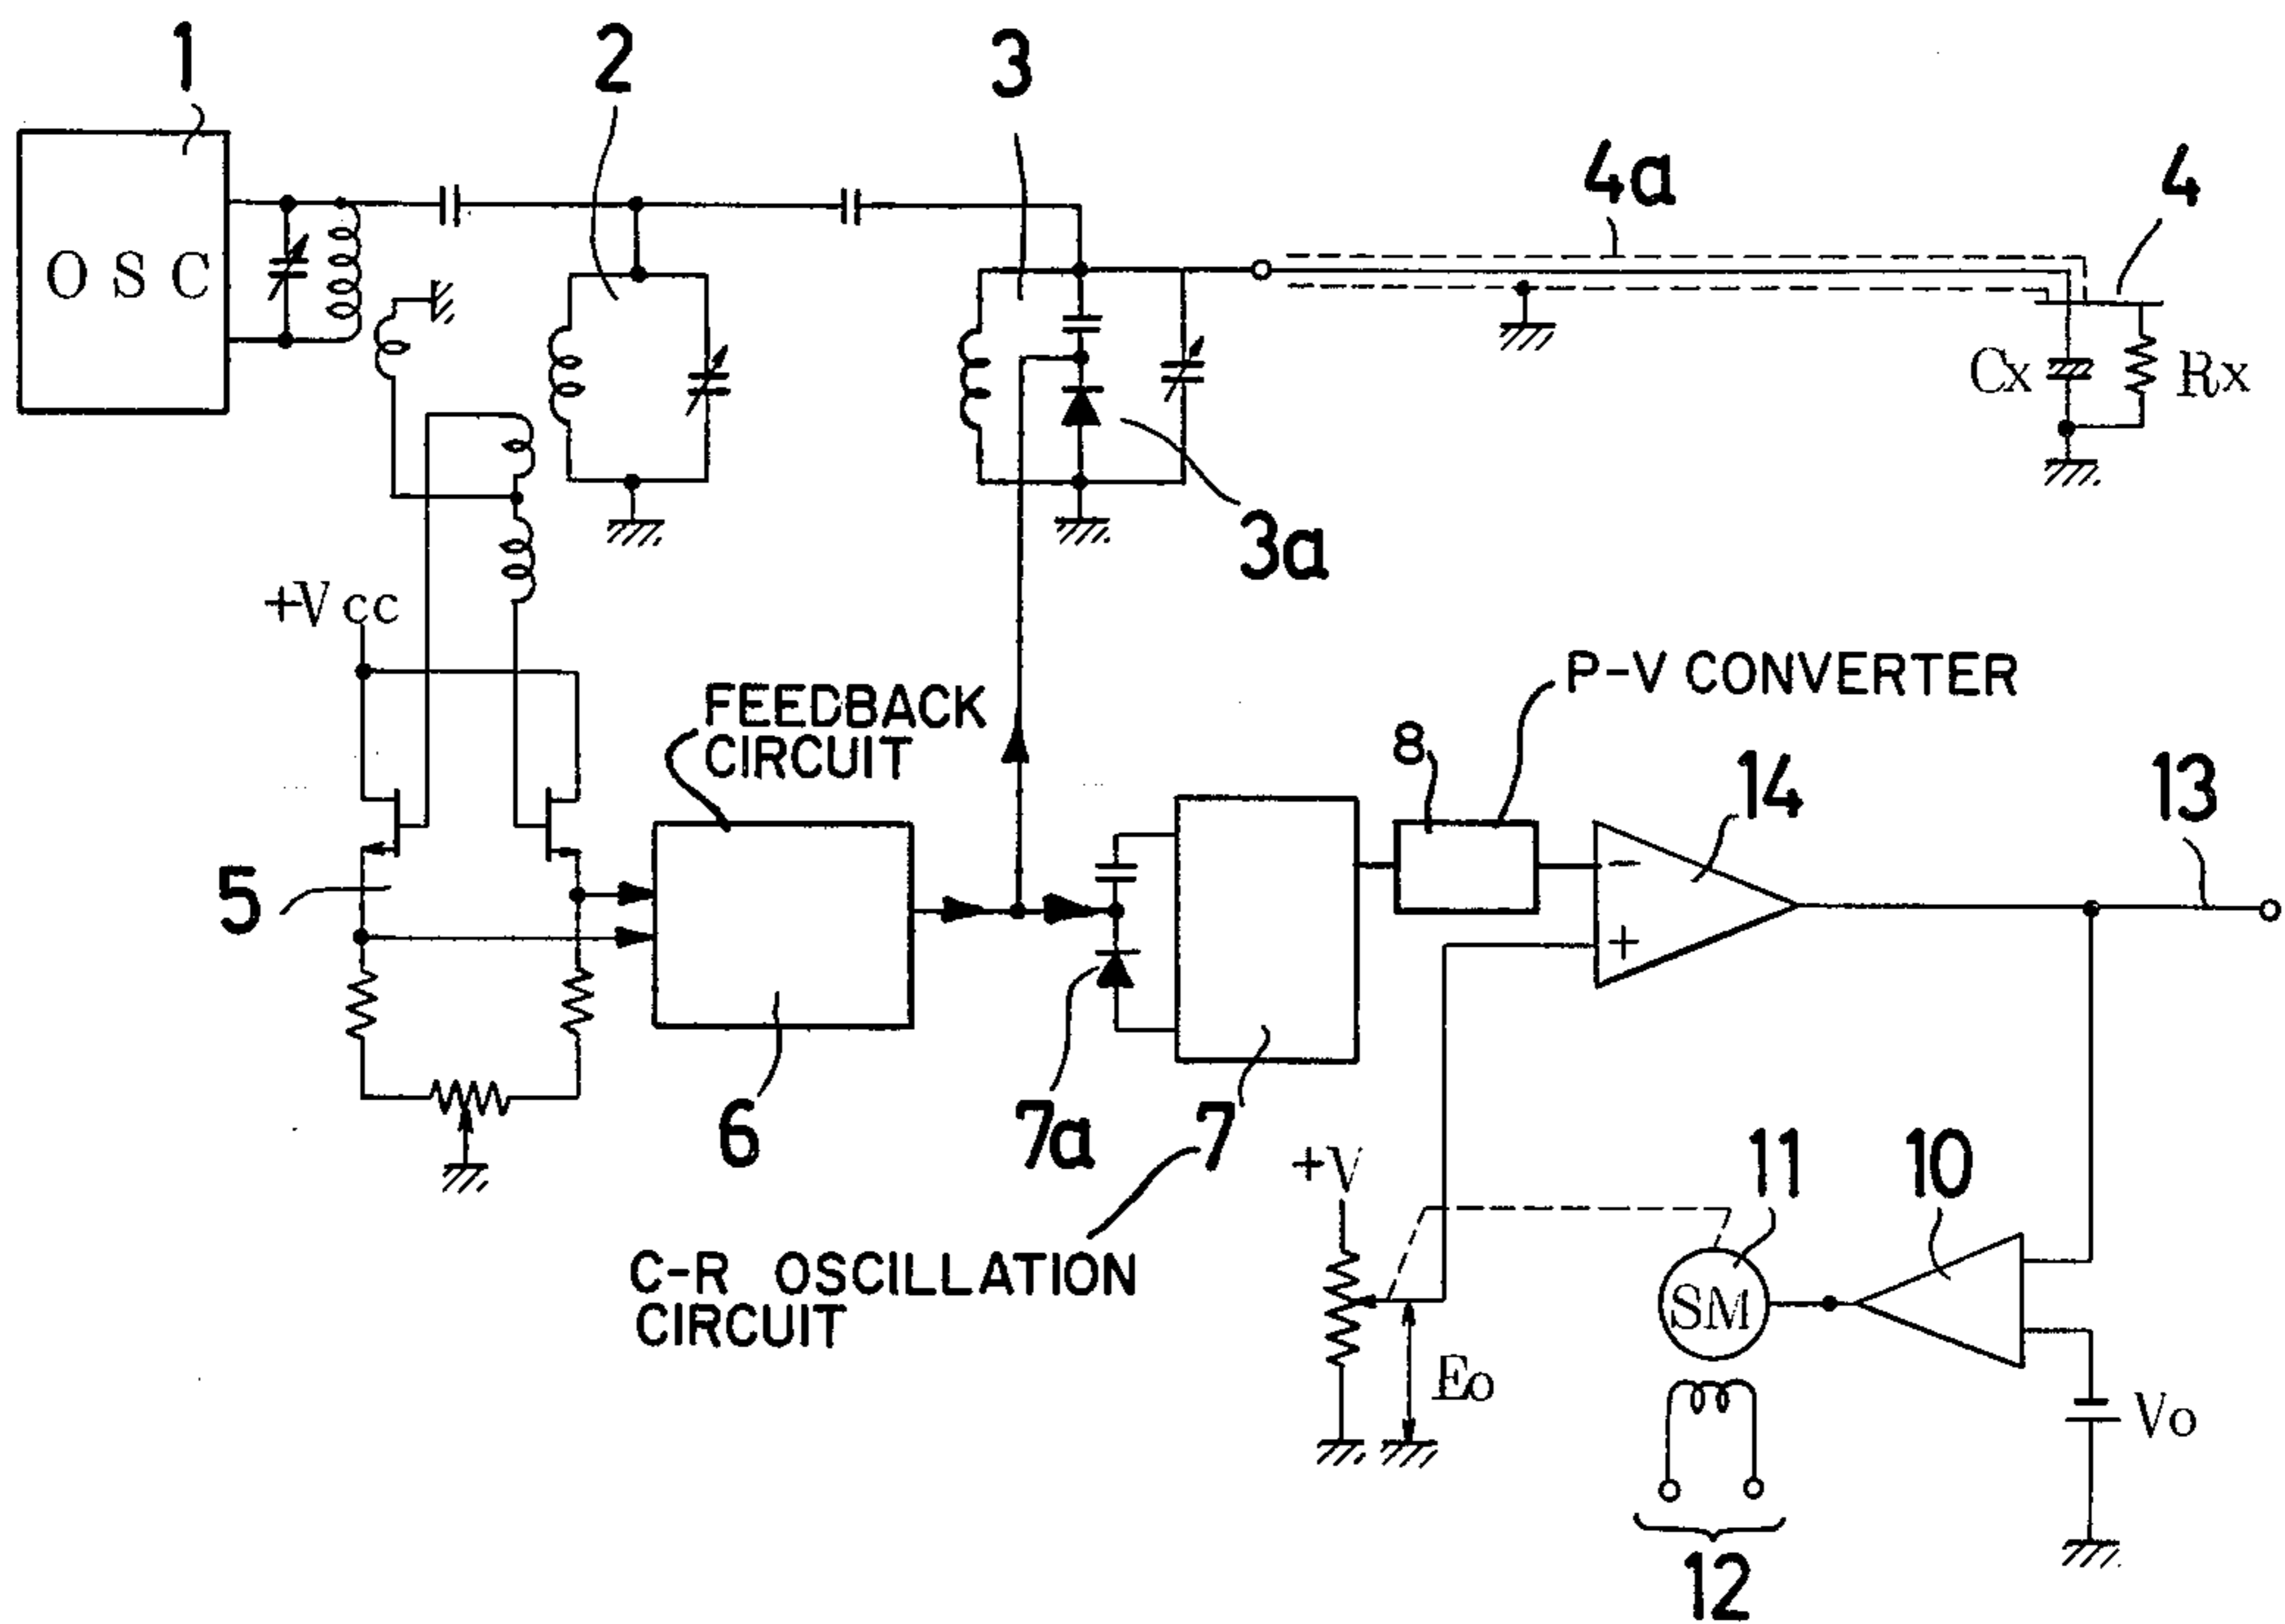 1
2
3
4a
4
O S C
Cx
Rx
3a
+Vcc
FEEDBACK
CIRCUIT
P-V CONVERTER
8
14
13
5
-
+
6
7a
7
+V
11
10
C-R OSCILLATION
CIRCUIT
SM
Eo
Vo
12